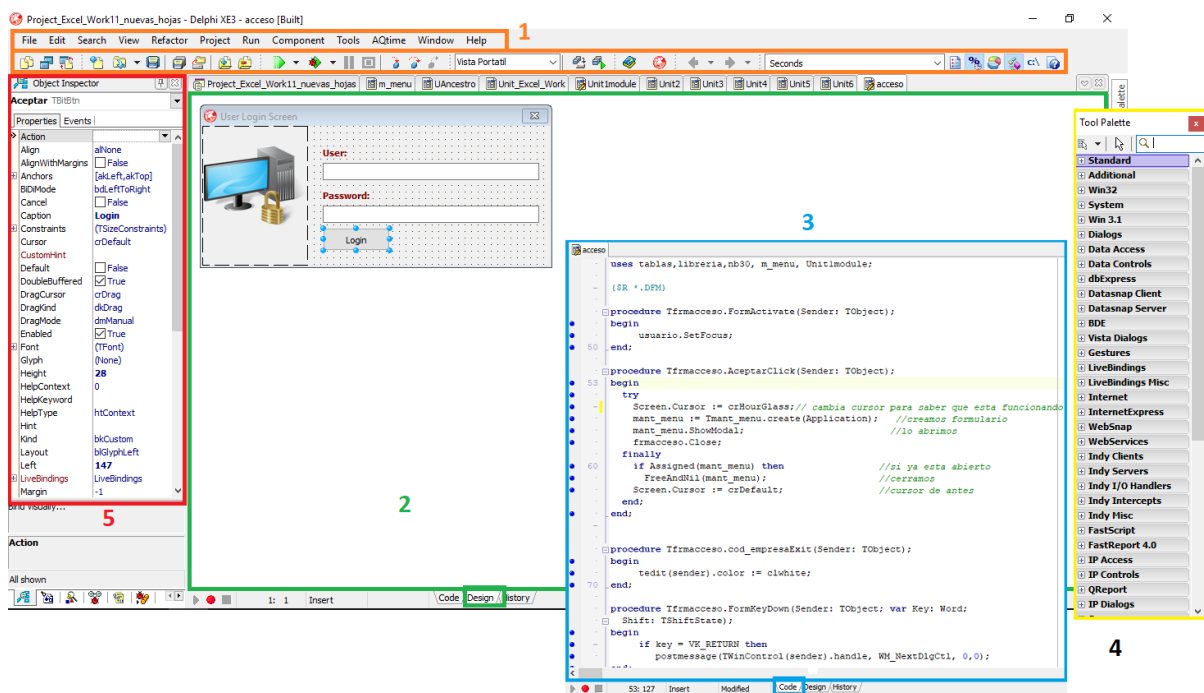 Project_Excel_Work11_nuevas_hojas - Delphi XE3 - acceso [Built]
File Edit Search View Refactor Project Run Component Tools AQtime Window Help
1
Vista Portatil
Seconds
Object Inspector
Project_Excel_Work11_nuevas_hojas m_menu UAncestro Unit_Excel_Work Unit1module Unit2 Unit3 Unit4 Unit5 Unit6 acceso
Aceptar TBitBtn
Properties Events
Action
Align alNone
AlignWithMargins False
Anchors [akLeft,akTop]
BiDiMode bdLeftToRight
Cancel False
Caption Login
Constraints (TSizeConstraints)
Cursor crDefault
CustomHint
Default False
DoubleBuffered True
DragCursor crDrag
DragKind dkDrag
DragMode dmManual
Enabled True
Font (TFont)
Glyph (None)
Height 28
HelpContext 0
HelpKeyword
HelpType htContext
Hint
Kind bkCustom
Layout blGlyphLeft
Left 147
LiveBindings LiveBindings
Margin -1
5
Bind Visually...
Action
All shown
User Login Screen
User:
Password:
Login
2
1: 1 Insert
Code Design History
3
acceso
uses tablas,libreria,nb30, m_menu, Unit1module;
{$R *.DFM}
procedure Tfrmacceso.FormActivate(Sender: TObject);
begin
usuario.SetFocus;
50 end;
procedure Tfrmacceso.AceptarClick(Sender: TObject);
53 begin
try
Screen.Cursor := crHourGlass;// cambia cursor para saber que esta funcionando
mant_menu := Tmant_menu.create(Application); //creamos formulario
mant_menu.ShowModal; //lo abrimos
frmacceso.Close;
finally
60 if Assigned(mant_menu) then //si ya esta abierto
FreeAndNil(mant_menu); //cerramos
Screen.Cursor := crDefault; //cursor de antes
end;
end;
procedure Tfrmacceso.cod_empresaExit(Sender: TObject);
begin
tedit(sender).color := clwhite;
70 end;
procedure Tfrmacceso.FormKeyDown(Sender: TObject; var Key: Word;
Shift: TShiftState);
begin
if key = VK_RETURN then
postmessage(TWinControl(sender).handle, WM_NextDlgCtl, 0,0);
end;
53: 127 Insert Modified Code Design History
Tool Palette
Standard
Additional
Win32
System
Win 3.1
Dialogs
Data Access
Data Controls
dbExpress
Datasnap Client
Datasnap Server
BDE
Vista Dialogs
Gestures
LiveBindings
LiveBindings Misc
Internet
InternetExpress
WebSnap
WebServices
Indy Clients
Indy Servers
Indy I/O Handlers
Indy Intercepts
Indy Misc
FastScript
FastReport 4.0
IP Access
IP Controls
QReport
IP Dialogs
4